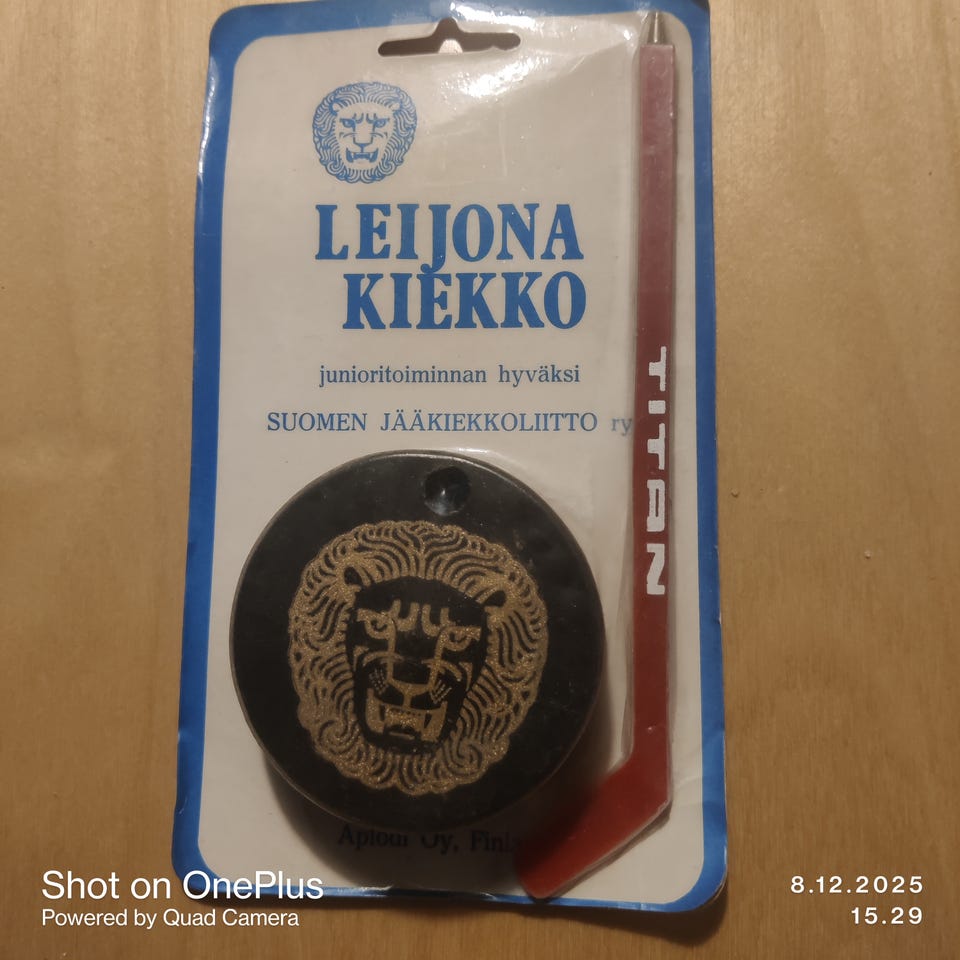 LEIJONA
KIEKKO
junioritoiminnan hyväksi
SUOMEN JÄÄKIEKKOLIITTO ry
TITAN
Oy,
Shot on OnePlus
Powered by Quad Camera
8.12.2025
15.29